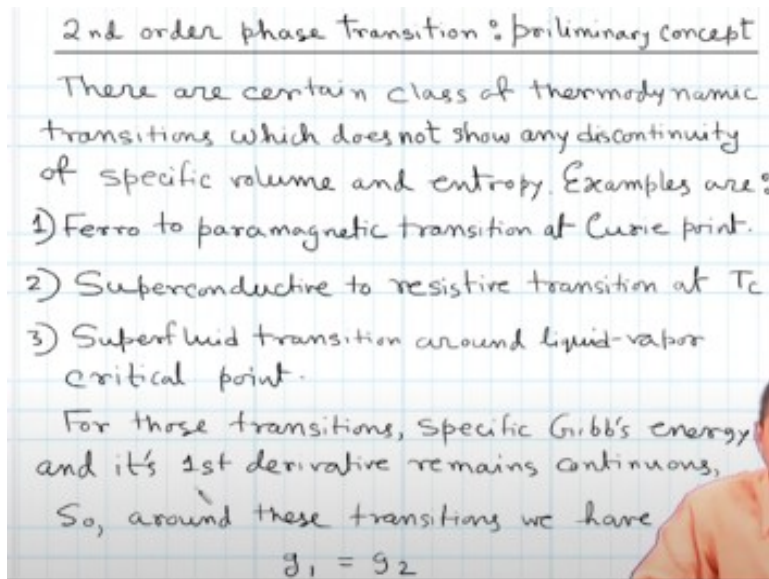 2nd order phase transition : priliminary concept
There are certain class of thermodynamic
transitions which does not show any discontinuity
of specific volume and entropy. Examples are:
1) Ferro to paramagnetic transition at Curie point.
2) Superconductive to resistive transition at Tc
3) Superfluid transition around liquid-vapor
critical point.
For those transitions, specific Gibb's energy
and it's 1st derivative remains continuous,
So, around these transitions we have
g₁ = g₂